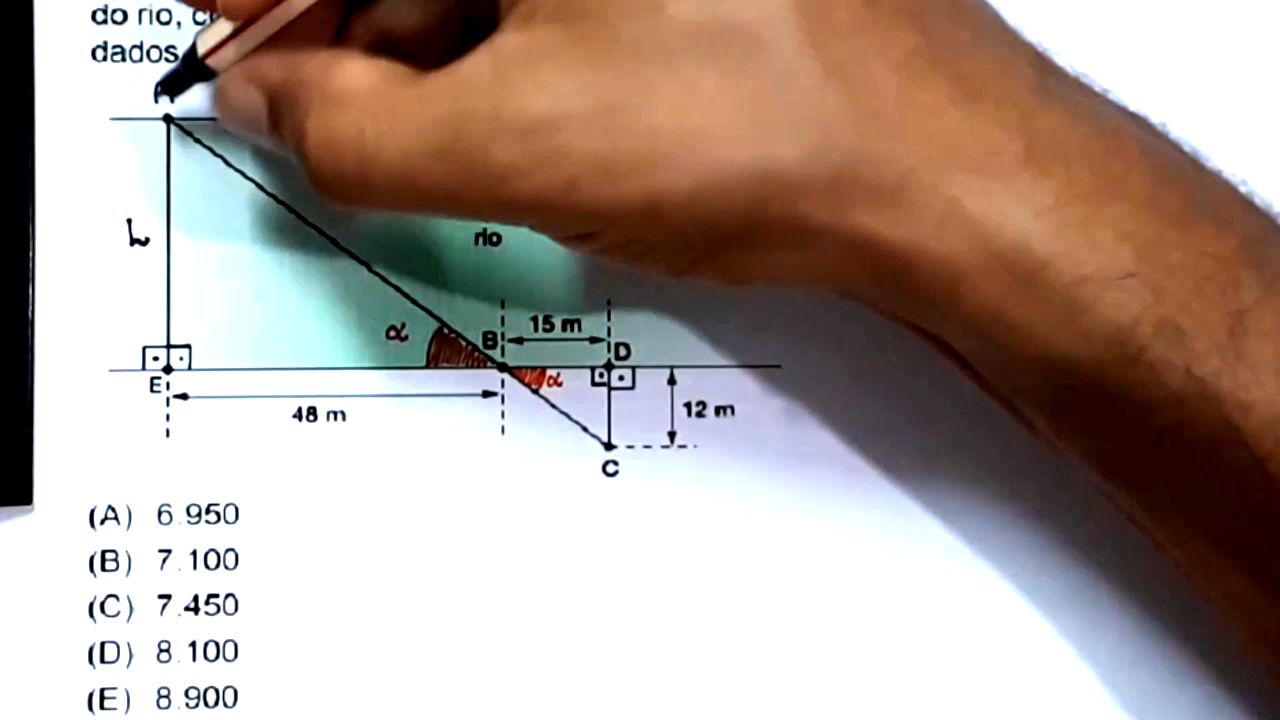 do rio,
dados
A
L
rio
α
B
15 m
D
α
E
48 m
12 m
C
(A) 6.950
(B) 7.100
(C) 7.450
(D) 8.100
(E) 8.900